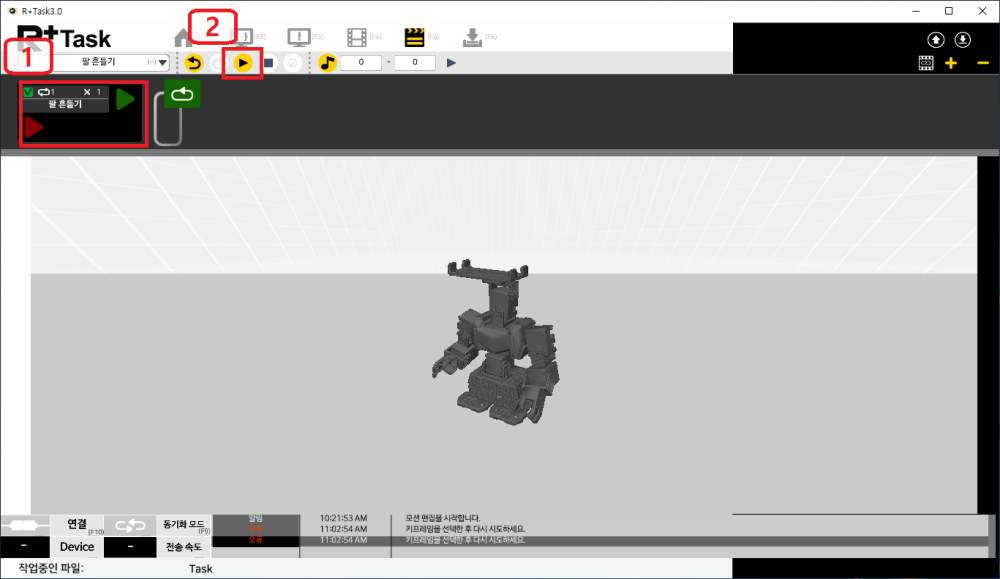 R+Task3.0
R+Task
1
2
(F2)
(F3)
(F4)
(F5)
(F6)
팔 흔들기
(-)
0
-
0
1
X 1
팔 흔들기
연결
(F10)
동기화 모드
(F9)
-
Device
-
전송 속도
알림 10:21:53 AM 모션 편집을 시작합니다.
오류 11:02:54 AM 키프레임을 선택한 후 다시 시도하세요.
오류 11:02:54 AM 키프레임을 선택한 후 다시 시도하세요.
작업중인 파일: Task